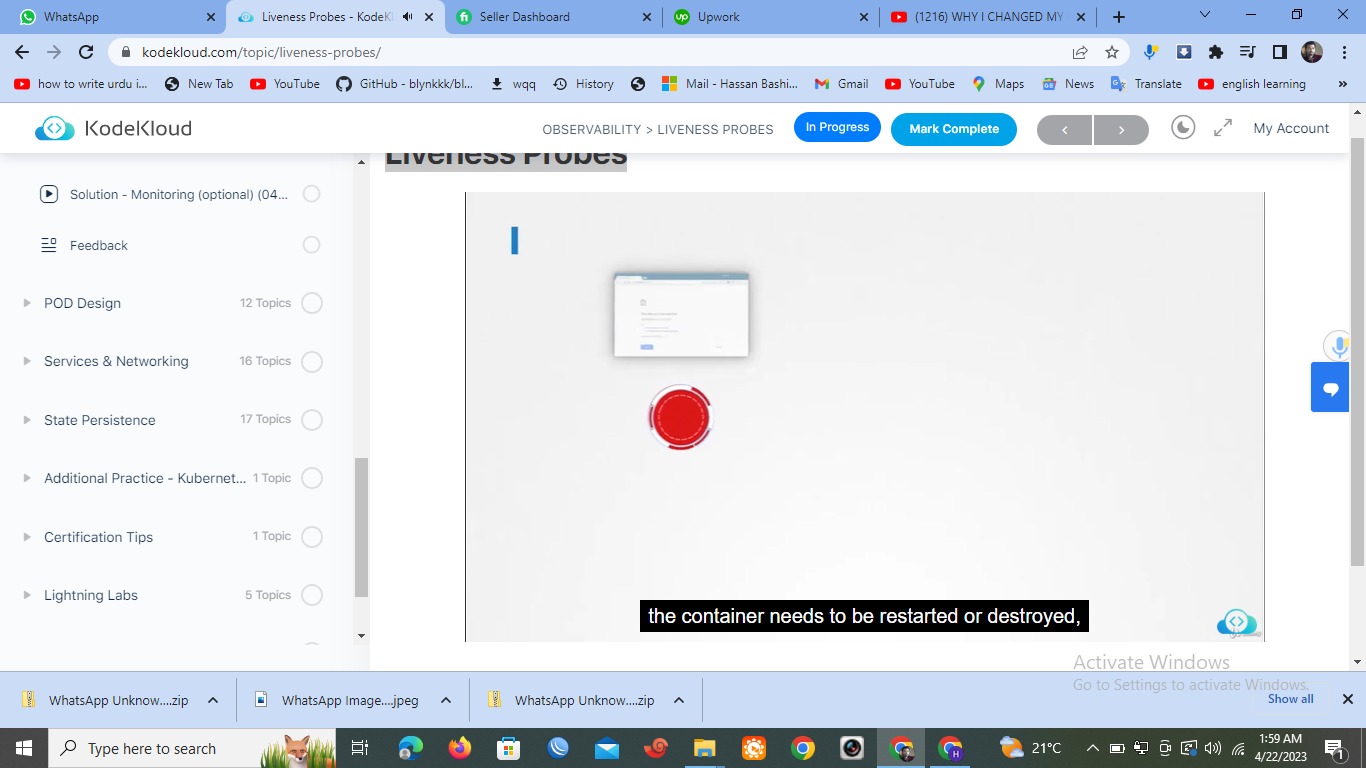 WhatsApp
Liveness Probes - KodeKl
Seller Dashboard
Upwork
(1216) WHY I CHANGED MY
kodekloud.com/topic/liveness-probes/
how to write urdu i...
New Tab
YouTube
GitHub - blynkkk/bl...
wqq
History
Mail - Hassan Bashi...
Gmail
YouTube
Maps
News
Translate
english learning
KodeKloud
OBSERVABILITY > LIVENESS PROBES
In Progress
Mark Complete
My Account
Liveness Probes
Solution - Monitoring (optional) (04...
Feedback
POD Design 12 Topics
Services & Networking 16 Topics
State Persistence 17 Topics
Additional Practice - Kubernet... 1 Topic
Certification Tips 1 Topic
Lightning Labs 5 Topics
the container needs to be restarted or destroyed,
Activate Windows
Go to Settings to activate Windows.
WhatsApp Unknow....zip
WhatsApp Image....jpeg
WhatsApp Unknow....zip
Show all
Type here to search
21°C
1:59 AM
4/22/2023
1